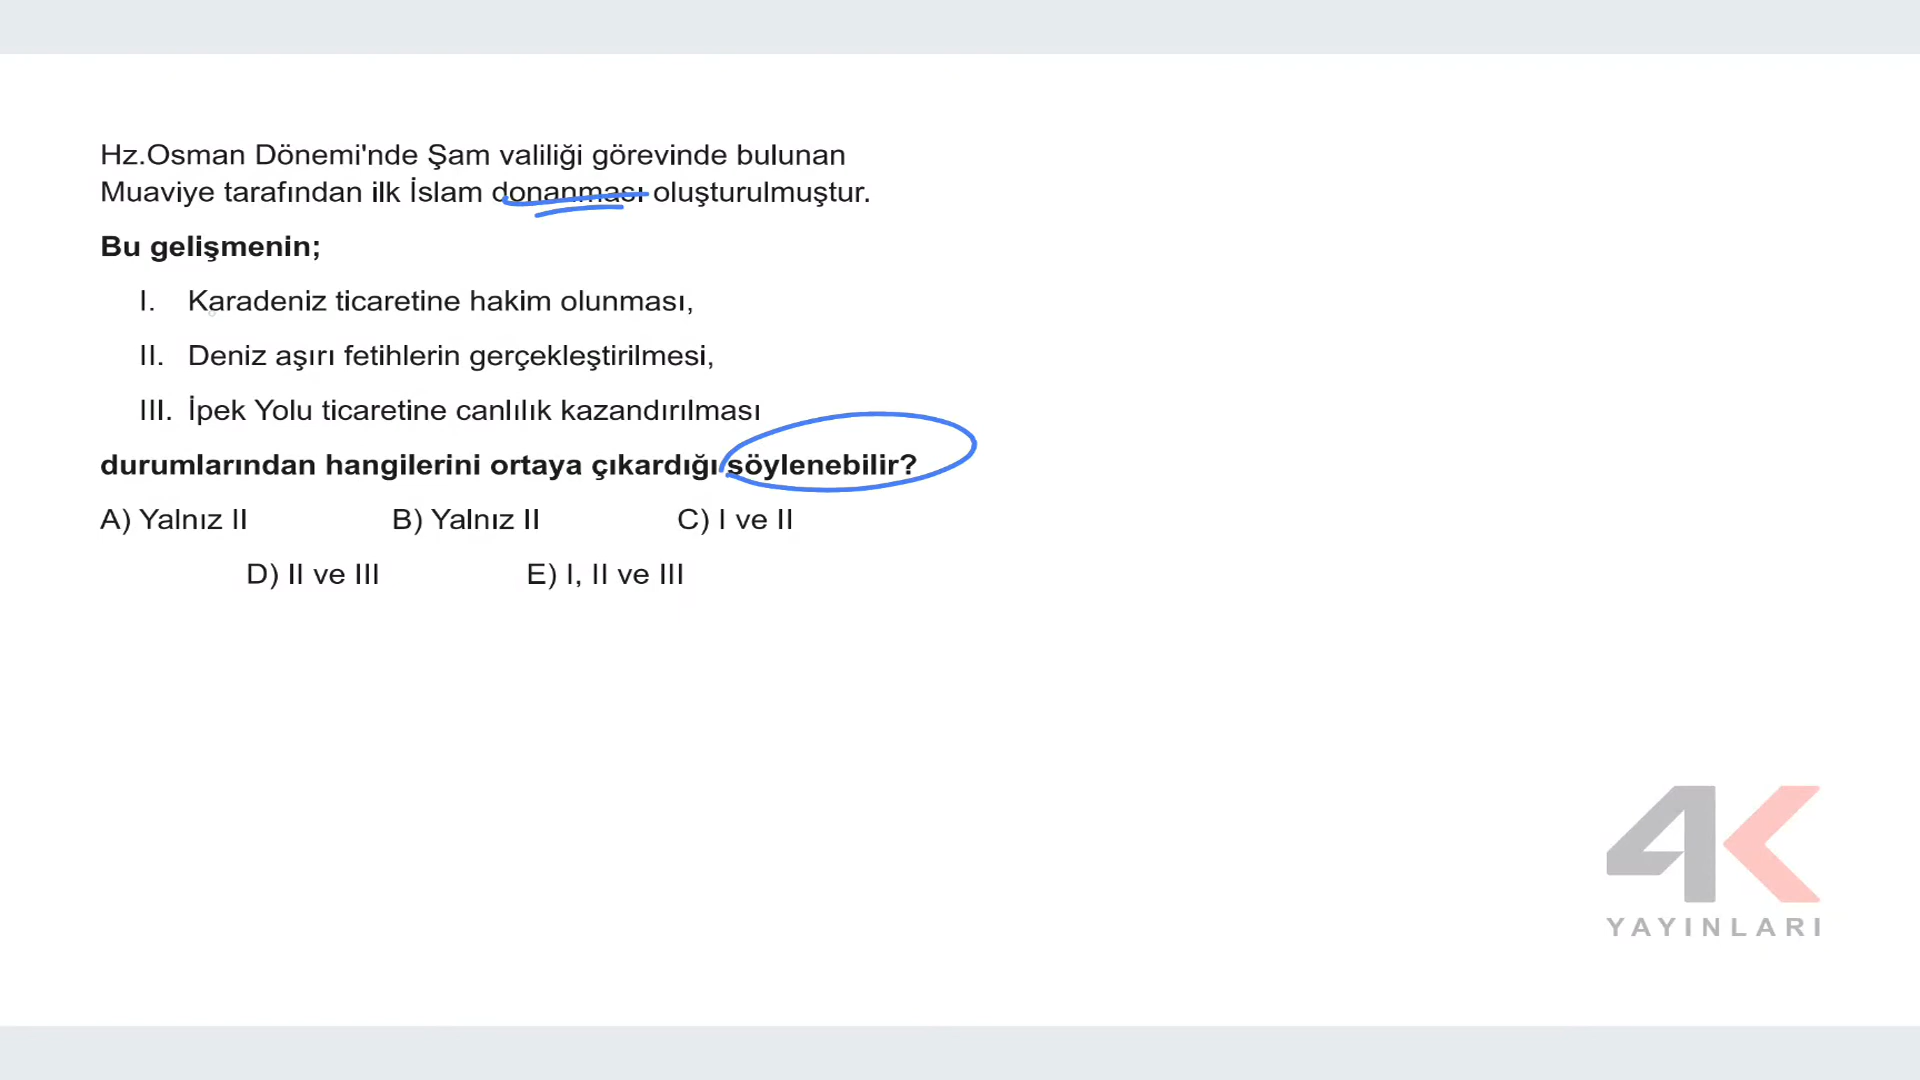 Hz.Osman Dönemi'nde Şam valiliği görevinde bulunan
Muaviye tarafından ilk İslam donanması oluşturulmuştur.
Bu gelişmenin;
I. Karadeniz ticaretine hakim olunması,
II. Deniz aşırı fetihlerin gerçekleştirilmesi,
III. İpek Yolu ticaretine canlılık kazandırılması
durumlarından hangilerini ortaya çıkardığı söylenebilir?
A) Yalnız II B) Yalnız II C) I ve II
D) II ve III E) I, II ve III
4K
YAYINLARI